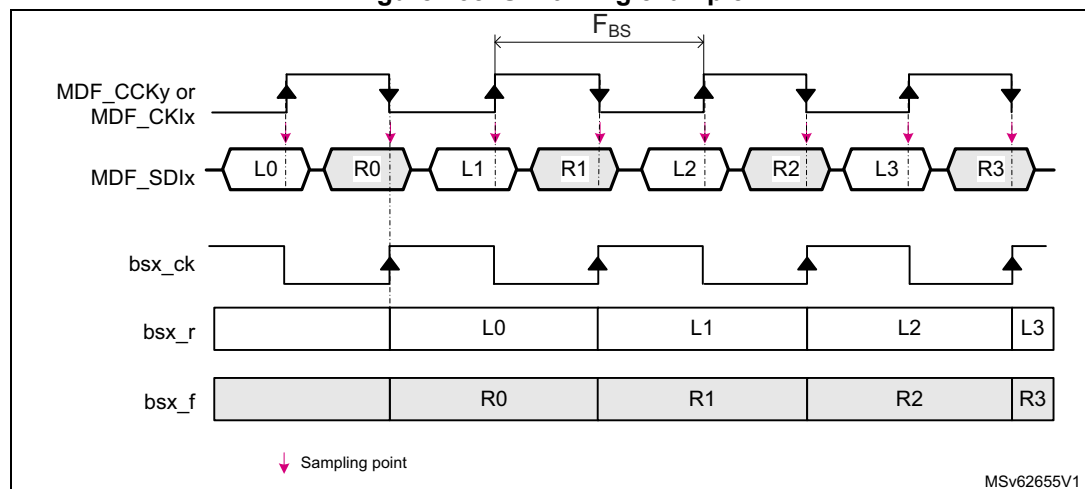 F_BS
MDF_CCKy or
MDF_CKIx
MDF_SDIx L0 R0 L1 R1 L2 R2 L3 R3
bsx_ck
bsx_r L0 L1 L2 L3
bsx_f R0 R1 R2 R3
Sampling point
MSv62655V1